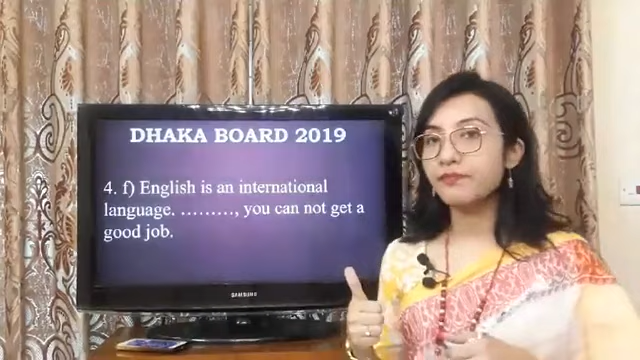 DHAKA BOARD 2019
4. f) English is an international
language. ………, you can not get a
good job.
SAMSUNG